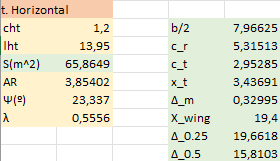 t. Horizontal
cht 1,2 b/2 7,96625
lht 13,95 c_r 5,31513
S(m^2) 65,8649 c_t 2,95285
AR 3,85402 x_t 3,43691
Ψ(º) 23,337 Δ_m 0,32995
λ 0,5556 X_wing 19,4
Δ_0.25 19,6618
Δ_0.5 15,8103